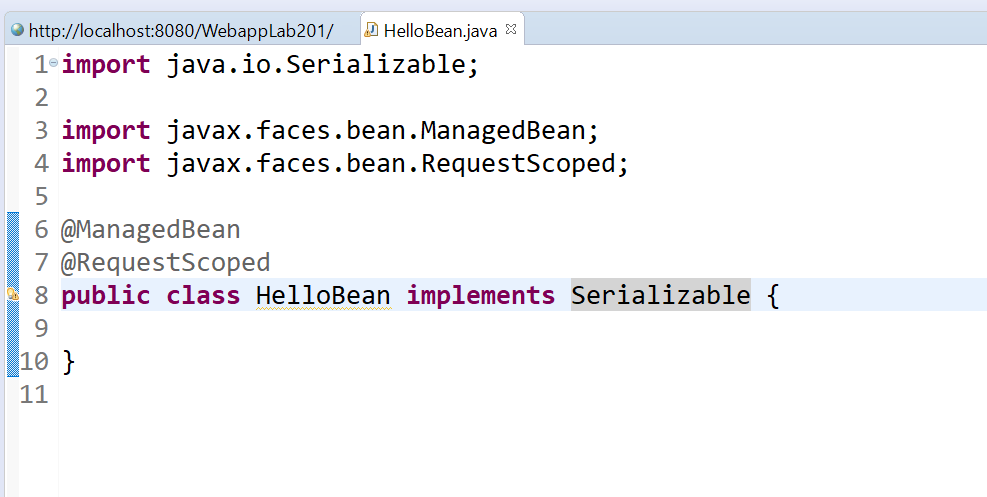 http://localhost:8080/WebappLab201/ HelloBean.java
1 import java.io.Serializable;
2
3 import javax.faces.bean.ManagedBean;
4 import javax.faces.bean.RequestScoped;
5
6 @ManagedBean
7 @RequestScoped
8 public class HelloBean implements Serializable {
9
10 }
11